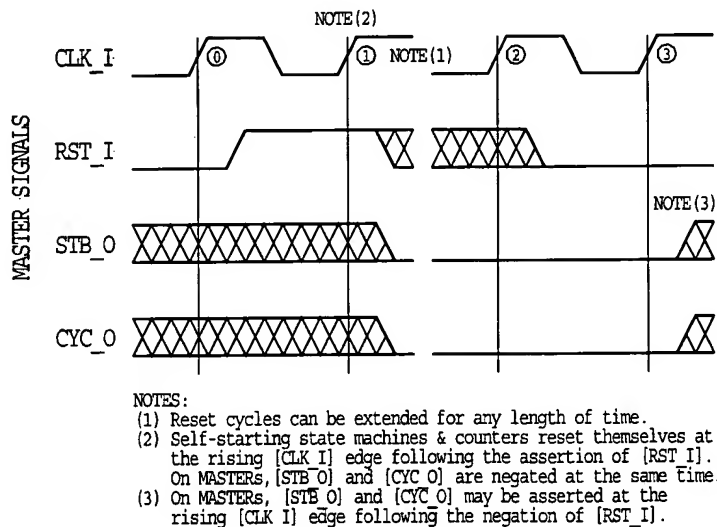 NOTE(2)
CLK_I
⓪ ① NOTE(1) ② ③
MASTER SIGNALS
RST_I
NOTE(3)
STB_O
CYC_O
NOTES:
(1) Reset cycles can be extended for any length of time.
(2) Self-starting state machines & counters reset themselves at
the rising [CLK_I] edge following the assertion of [RST_I].
On MASTERs, [STB_O] and [CYC_O] are negated at the same time.
(3) On MASTERs, [STB_O] and [CYC_O] may be asserted at the
rising [CLK_I] edge following the negation of [RST_I].